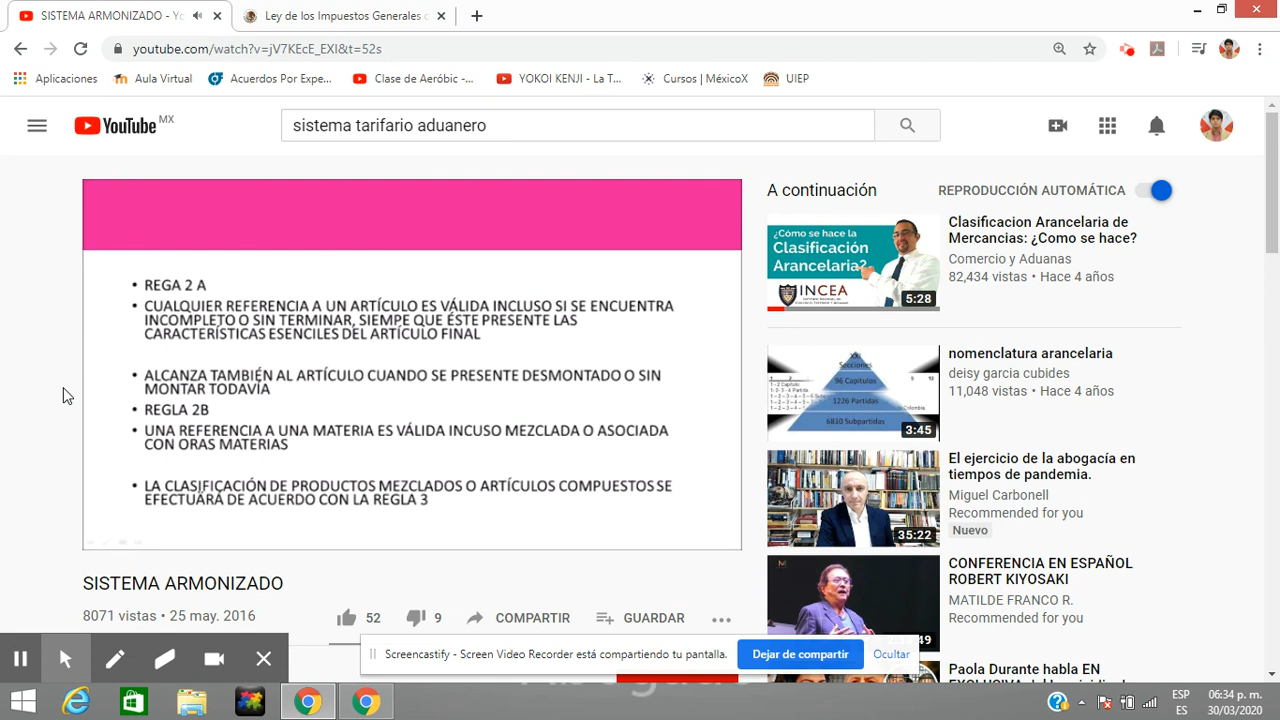 SISTEMA ARMONIZADO - Yo
Ley de los Impuestos Generales
youtube.com/watch?v=jV7KEcE_EXI&t=52s
Aplicaciones
Aula Virtual
Acuerdos Por Expe...
Clase de Aeróbic...
YOKOI KENJI - La T...
Cursos | MéxicoX
UIEP
YouTube MX
sistema tarifario aduanero
REGA 2 A
CUALQUIER REFERENCIA A UN ARTÍCULO ES VÁLIDA INCLUSO SI SE ENCUENTRA
INCOMPLETO O SIN TERMINAR, SIEMPE QUE ÉSTE PRESENTE LAS
CARACTERÍSTICAS ESENCILES DEL ARTÍCULO FINAL
ALCANZA TAMBIÉN AL ARTÍCULO CUANDO SE PRESENTE DESMONTADO O SIN
MONTAR TODAVÍA
REGLA 2B
UNA REFERENCIA A UNA MATERIA ES VÁLIDA INCUSO MEZCLADA O ASOCIADA
CON ORAS MATERIAS
LA CLASIFICACIÓN DE PRODUCTOS MEZCLADOS O ARTÍCULOS COMPUESTOS SE
EFECTUARÁ DE ACUERDO CON LA REGLA 3
SISTEMA ARMONIZADO
8071 vistas • 25 may. 2016
52
9
COMPARTIR
GUARDAR
A continuación
REPRODUCCIÓN AUTOMÁTICA
¿Cómo se hace la
Clasificación
Arancelaria?
INCEA
5:28
Clasificacion Arancelaria de
Mercancias: ¿Como se hace?
Comercio y Aduanas
82,434 vistas • Hace 4 años
XXI
Secciones
96 Capítulos
1226 Partidas
6830 Subpartidas
3:45
nomenclatura arancelaria
deisy garcia cubides
11,048 vistas • Hace 4 años
35:22
El ejercicio de la abogacía en
tiempos de pandemia.
Miguel Carbonell
Recommended for you
Nuevo
CONFERENCIA EN ESPAÑOL
ROBERT KIYOSAKI
MATILDE FRANCO R.
Recommended for you
Paola Durante habla EN
Screencastify - Screen Video Recorder está compartiendo tu pantalla.
Dejar de compartir
Ocultar
ESP
ES
06:34 p. m.
30/03/2020